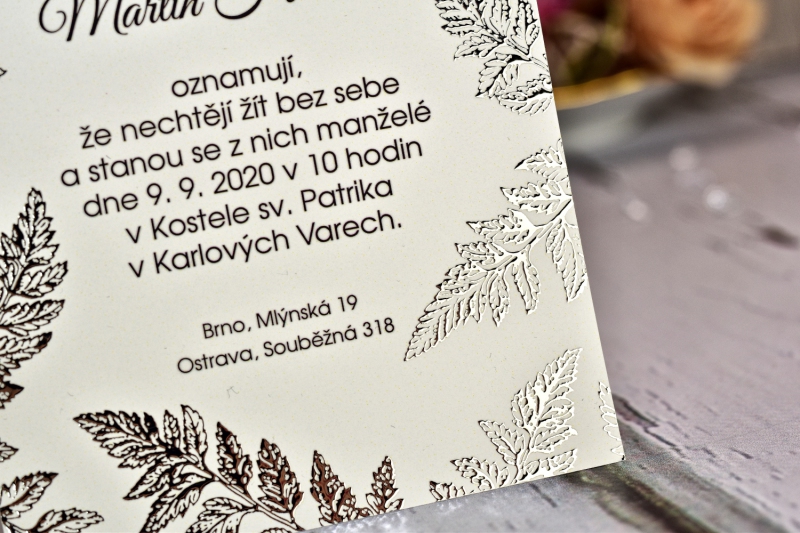 Martin
oznamují,
že nechtějí žít bez sebe
a stanou se z nich manželé
dne 9. 9. 2020 v 10 hodin
v Kostele sv. Patrika
v Karlových Varech.
Brno, Mlýnská 19
Ostrava, Souběžná 318